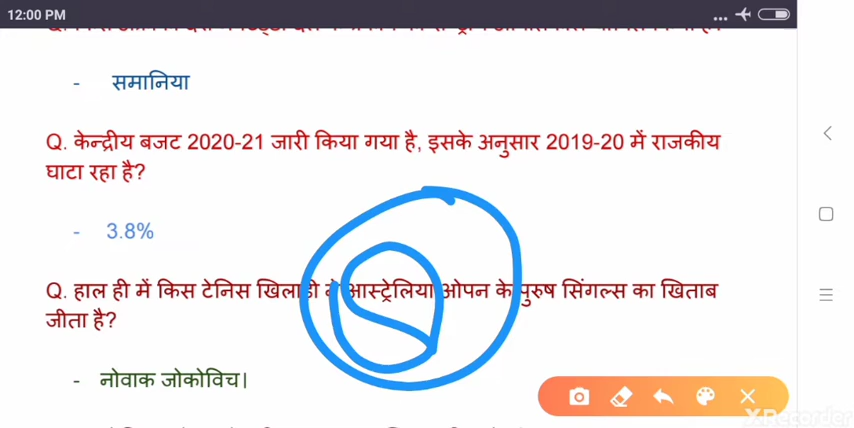 12:00 PM
- समानिया
Q. केन्द्रीय बजट 2020-21 जारी किया गया है, इसके अनुसार 2019-20 में राजकीय
घाटा रहा है?
- 3.8%
Q. हाल ही में किस टेनिस खिलाडी ने आस्ट्रेलिया ओपन के पुरुष सिंगल्स का खिताब
जीता है?
- नोवाक जोकोविच।
XRecorder